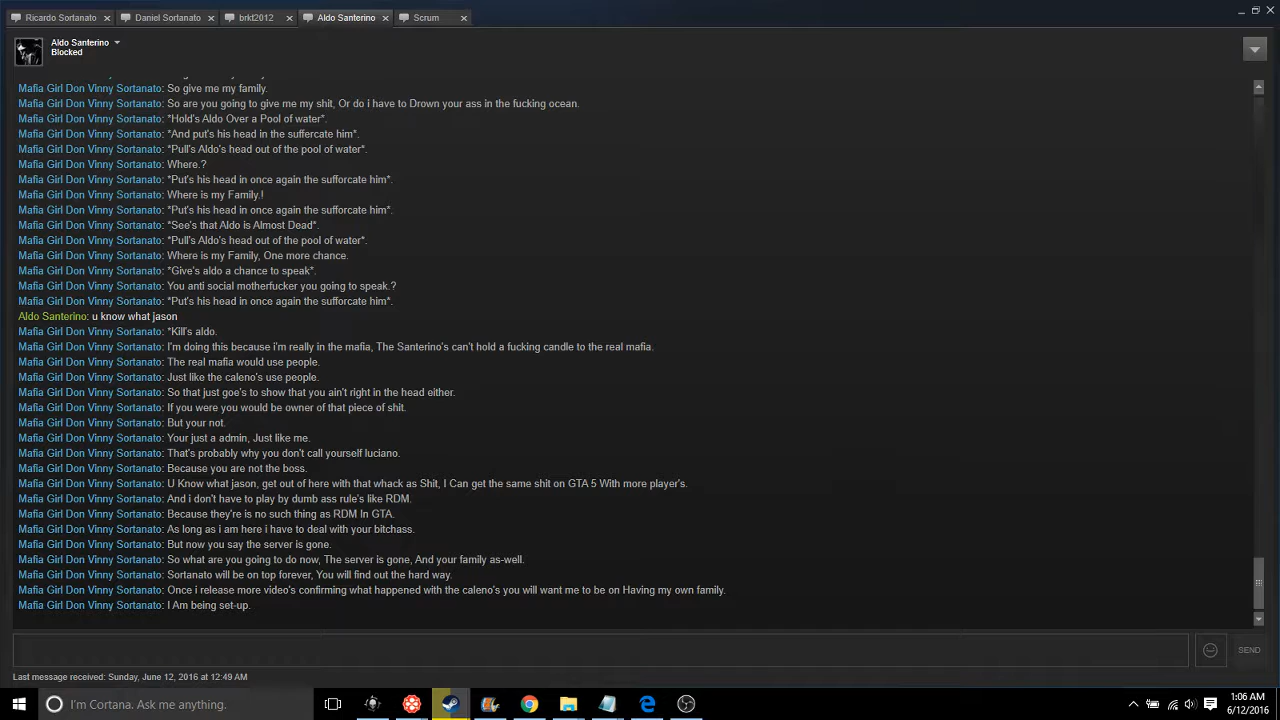 Ricardo Sortanato
Daniel Sortanato
brkt2012
Aldo Santerino
Scrum
Aldo Santerino
Blocked
Mafia Girl Don Vinny Sortanato: So give me my family.
Mafia Girl Don Vinny Sortanato: So are you going to give me my shit, Or do i have to Drown your ass in the fucking ocean.
Mafia Girl Don Vinny Sortanato: *Hold's Aldo Over a Pool of water*.
Mafia Girl Don Vinny Sortanato: *And put's his head in the suffercate him*.
Mafia Girl Don Vinny Sortanato: *Pull's Aldo's head out of the pool of water*.
Mafia Girl Don Vinny Sortanato: Where.?
Mafia Girl Don Vinny Sortanato: *Put's his head in once again the sufforcate him*.
Mafia Girl Don Vinny Sortanato: Where is my Family.!
Mafia Girl Don Vinny Sortanato: *Put's his head in once again the sufforcate him*.
Mafia Girl Don Vinny Sortanato: *See's that Aldo is Almost Dead*.
Mafia Girl Don Vinny Sortanato: *Pull's Aldo's head out of the pool of water*.
Mafia Girl Don Vinny Sortanato: Where is my Family, One more chance.
Mafia Girl Don Vinny Sortanato: *Give's aldo a chance to speak*.
Mafia Girl Don Vinny Sortanato: You anti social motherfucker you going to speak.?
Mafia Girl Don Vinny Sortanato: *Put's his head in once again the sufforcate him*.
Aldo Santerino: u know what jason
Mafia Girl Don Vinny Sortanato: *Kill's aldo.
Mafia Girl Don Vinny Sortanato: I'm doing this because i'm really in the mafia, The Santerino's can't hold a fucking candle to the real mafia.
Mafia Girl Don Vinny Sortanato: The real mafia would use people.
Mafia Girl Don Vinny Sortanato: Just like the caleno's use people.
Mafia Girl Don Vinny Sortanato: So that just goe's to show that you ain't right in the head either.
Mafia Girl Don Vinny Sortanato: If you were you would be owner of that piece of shit.
Mafia Girl Don Vinny Sortanato: But your not.
Mafia Girl Don Vinny Sortanato: Your just a admin, Just like me.
Mafia Girl Don Vinny Sortanato: That's probably why you don't call yourself luciano.
Mafia Girl Don Vinny Sortanato: Because you are not the boss.
Mafia Girl Don Vinny Sortanato: U Know what jason, get out of here with that whack as Shit, I Can get the same shit on GTA 5 With more player's.
Mafia Girl Don Vinny Sortanato: And i don't have to play by dumb ass rule's like RDM.
Mafia Girl Don Vinny Sortanato: Because they're is no such thing as RDM In GTA.
Mafia Girl Don Vinny Sortanato: As long as i am here i have to deal with your bitchass.
Mafia Girl Don Vinny Sortanato: But now you say the server is gone.
Mafia Girl Don Vinny Sortanato: So what are you going to do now, The server is gone, And your family as-well.
Mafia Girl Don Vinny Sortanato: Sortanato will be on top forever, You will find out the hard way.
Mafia Girl Don Vinny Sortanato: Once i release more video's confirming what happened with the caleno's you will want me to be on Having my own family.
Mafia Girl Don Vinny Sortanato: I Am being set-up.
SEND
Last message received: Sunday, June 12, 2016 at 12:49 AM
I'm Cortana. Ask me anything.
1:06 AM
6/12/2016